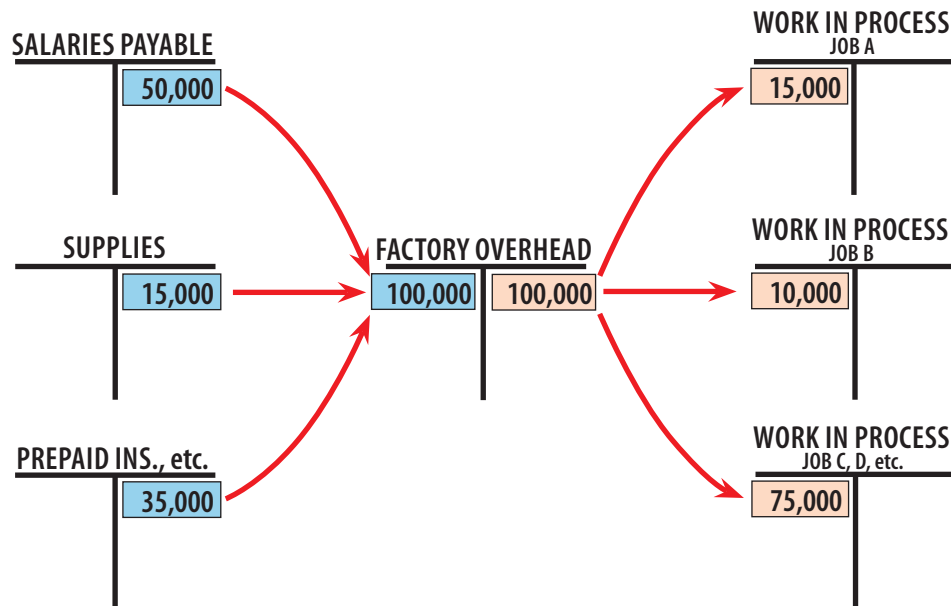 SALARIES PAYABLE
50,000
SUPPLIES
15,000
PREPAID INS., etc.
35,000
FACTORY OVERHEAD
100,000 100,000
WORK IN PROCESS
JOB A
15,000
WORK IN PROCESS
JOB B
10,000
WORK IN PROCESS
JOB C, D, etc.
75,000